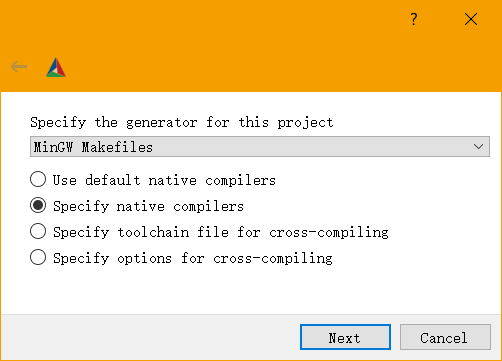 ?
Specify the generator for this project
MinGW Makefiles
Use default native compilers
Specify native compilers
Specify toolchain file for cross-compiling
Specify options for cross-compiling
Next
Cancel